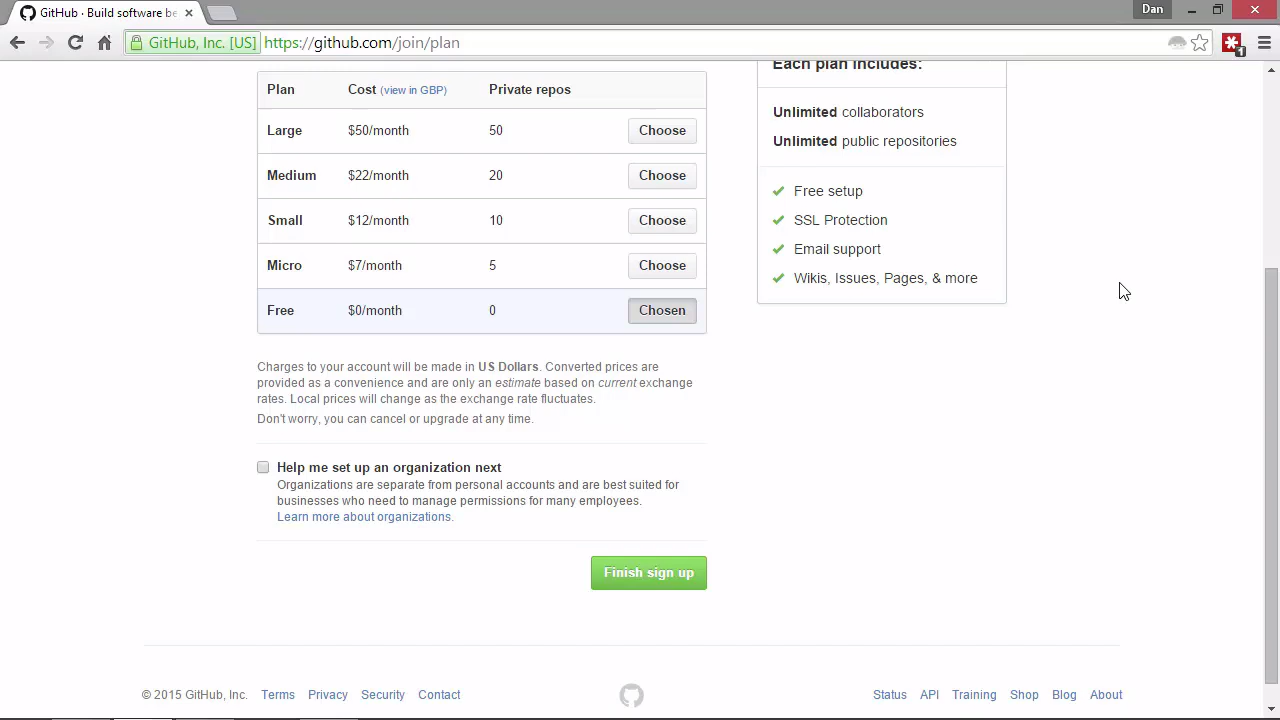 GitHub · Build software be
Dan
GitHub, Inc. [US] https://github.com/join/plan
1
Plan Cost (view in GBP) Private repos
Large $50/month 50 Choose
Medium $22/month 20 Choose
Small $12/month 10 Choose
Micro $7/month 5 Choose
Free $0/month 0 Chosen
Charges to your account will be made in US Dollars. Converted prices are
provided as a convenience and are only an estimate based on current exchange
rates. Local prices will change as the exchange rate fluctuates.
Don't worry, you can cancel or upgrade at any time.
Help me set up an organization next
Organizations are separate from personal accounts and are best suited for
businesses who need to manage permissions for many employees.
Learn more about organizations.
Finish sign up
Each plan includes:
Unlimited collaborators
Unlimited public repositories
Free setup
SSL Protection
Email support
Wikis, Issues, Pages, & more
© 2015 GitHub, Inc. Terms Privacy Security Contact
Status API Training Shop Blog About